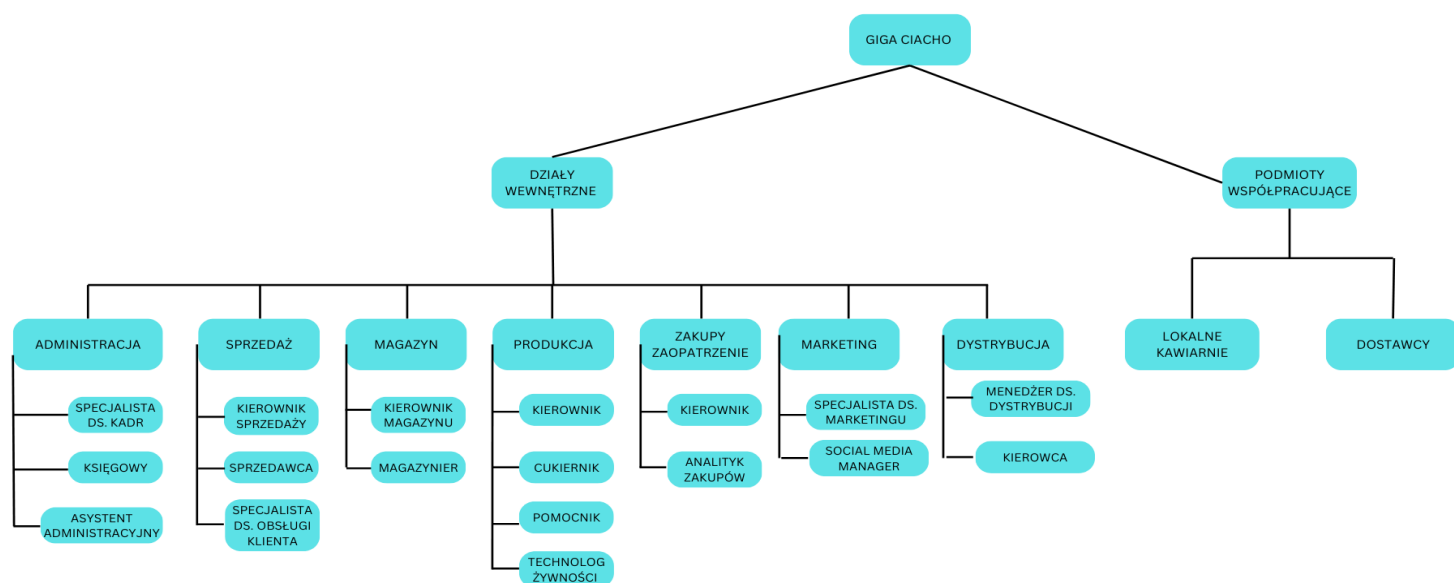 GIGA CIACHO
DZIAŁY
WEWNĘTRZNE
PODMIOTY
WSPÓŁPRACUJĄCE
ADMINISTRACJA
SPRZEDAŻ
MAGAZYN
PRODUKCJA
ZAKUPY
ZAOPATRZENIE
MARKETING
DYSTRYBUCJA
LOKALNE
KAWIARNIE
DOSTAWCY
SPECJALISTA
DS. KADR
KSIĘGOWY
ASYSTENT
ADMINISTRACYJNY
KIEROWNIK
SPRZEDAŻY
SPRZEDAWCA
SPECJALISTA
DS. OBSŁUGI
KLIENTA
KIEROWNIK
MAGAZYNU
MAGAZYNIER
KIEROWNIK
CUKIERNIK
POMOCNIK
TECHNOLOG
ŻYWNOŚCI
KIEROWNIK
ANALITYK
ZAKUPÓW
SPECJALISTA DS.
MARKETINGU
SOCIAL MEDIA
MANAGER
MENEDŻER DS.
DYSTRYBUCJI
KIEROWCA